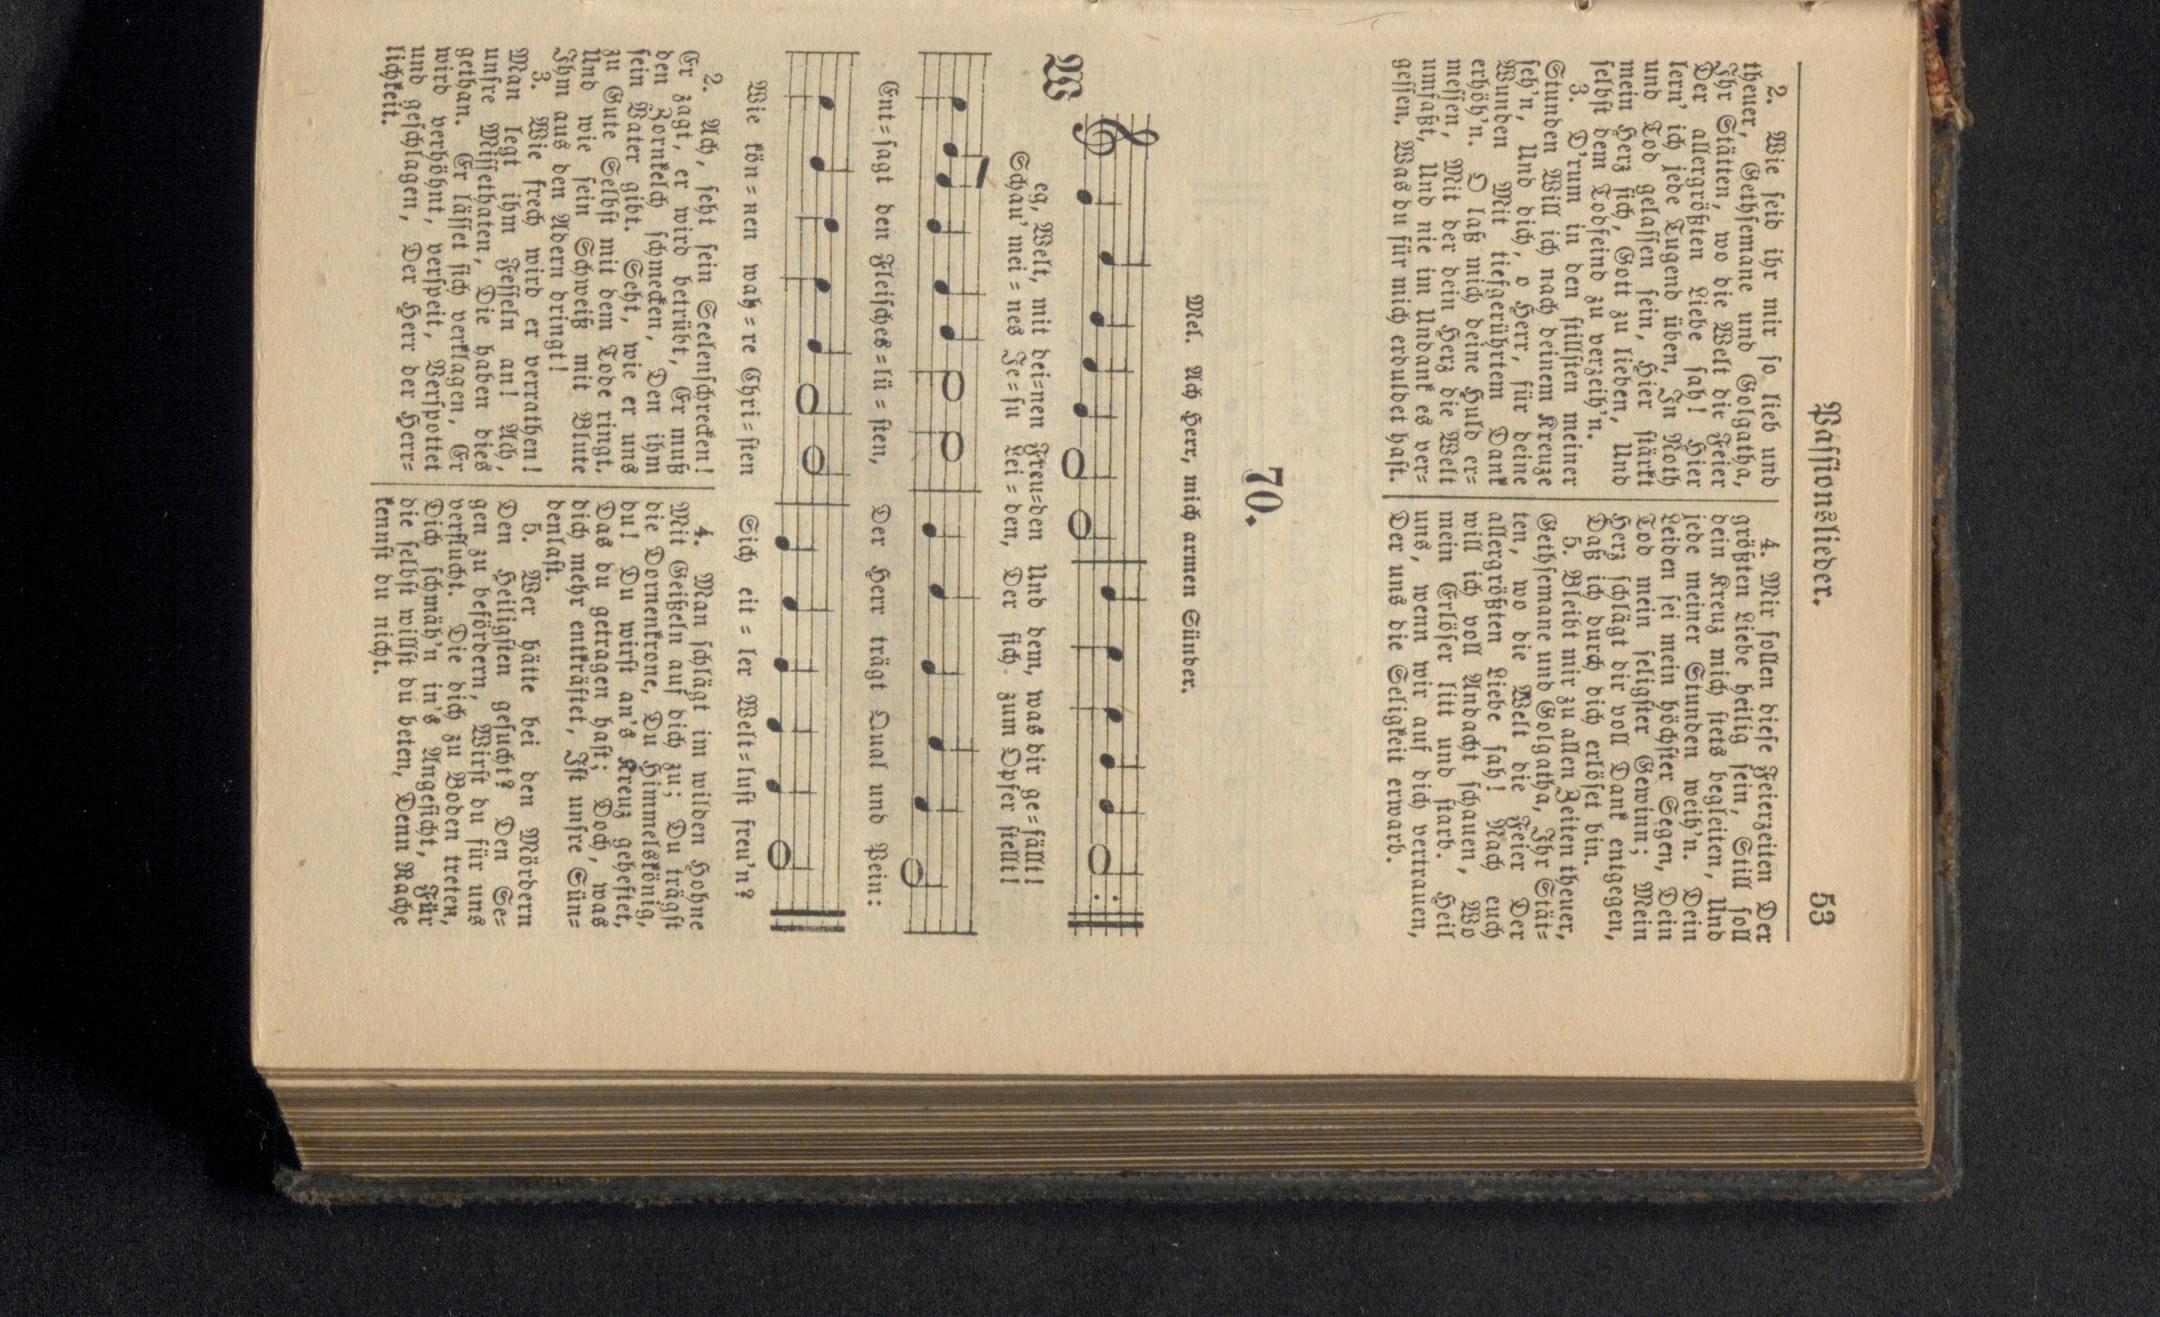 Passionslieder. 53
2. Wie seid ihr mir so lieb und
theuer, Gethsemane und Golgatha,
Ihr Stätten, wo die Welt die Feier
Der allergrößten Liebe sah! Hier
lern' ich jede Tugend üben, In Noth
und Tod gelassen sein, Hier stärkt
mein Herz sich, Gott zu lieben, Und
selbst dem Todfeind zu verzeih'n.
3. D'rum in den stillsten meiner
Stunden Will ich nach deinem Kreuze
seh'n, Und dich, o Herr, für deine
Wunden Mit tiefgerührtem Dank
erhöh'n. O laß mich deine Huld er=
messen, Mit der dein Herz die Welt
umfaßt, Und nie im Undank es ver=
gessen, Was du für mich erduldet hast.
4. Mir sollen diese Feierzeiten Der
größten Liebe heilig sein, Still soll
dein Kreuz mich stets begleiten, Und
jede meiner Stunden weih'n. Dein
Leiden sei mein höchster Segen, Dein
Tod mein seligster Gewinn; Mein
Herz schlägt dir voll Dank entgegen,
Daß ich durch dich erlöset bin.
5. Bleibt mir zu allen Zeiten theuer,
Gethsemane und Golgatha, Ihr Stät=
ten, wo die Welt die Feier Der
allergrößten Liebe sah! Nach euch
will ich voll Andacht schauen, Wo
mein Erlöser litt und starb. Heil
uns, wenn wir auf dich vertrauen,
Der uns die Seligkeit erwarb.
70.
Mel. Ach Herr, mich armen Sünder.
Weg, Welt, mit dei=nen Freu=den Und dem, was dir ge=fällt!
Schau' mei = nes Je=su Lei = den, Der sich zum Opfer stellt!
Ent=sagt den Fleisches=lü = sten, Der Herr trägt Qual und Pein:
Wie kön = nen wah = re Chri = sten Sich eit = ler Welt=lust freu'n?
2. Ach, seht sein Seelenschrecken!
Er zagt, er wird betrübt, Er muß
den Zornkelch schmecken, Den ihm
sein Vater gibt. Seht, wie er uns
zu Gute Selbst mit dem Tode ringt,
Und wie sein Schweiß mit Blute
Ihm aus den Adern dringt!
3. Wie frech wird er verrathen!
Man legt ihm Fesseln an! Ach,
unsre Missethaten, Die haben dies
gethan. Er lässet sich verklagen, Er
wird verhöhnt, verspeit, Verspottet
und geschlagen, Der Herr der Herr=
lichkeit.
4. Man schlägt im wilden Hohne
Mit Geißeln auf dich zu; Du trägst
die Dornenkrone, Du Himmelskönig,
du! Du wirst an's Kreuz geheftet,
Das du getragen hast; Doch, was
dich mehr entkräftet, Ist unsre Sün=
denlast.
5. Wer hätte bei den Mördern
Den Heiligsten gesucht? Den Se=
gen zu befördern, Wirst du für uns
verflucht. Die dich zu Boden treten,
Dich schmäh'n in's Angesicht, Für
die selbst willst du beten, Denn Rache
kennst du nicht.